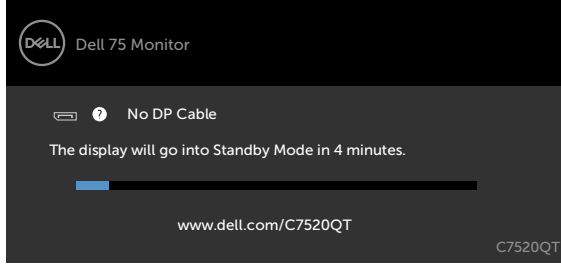 DELL Dell 75 Monitor
? No DP Cable
The display will go into Standby Mode in 4 minutes.
www.dell.com/C7520QT
C7520QT